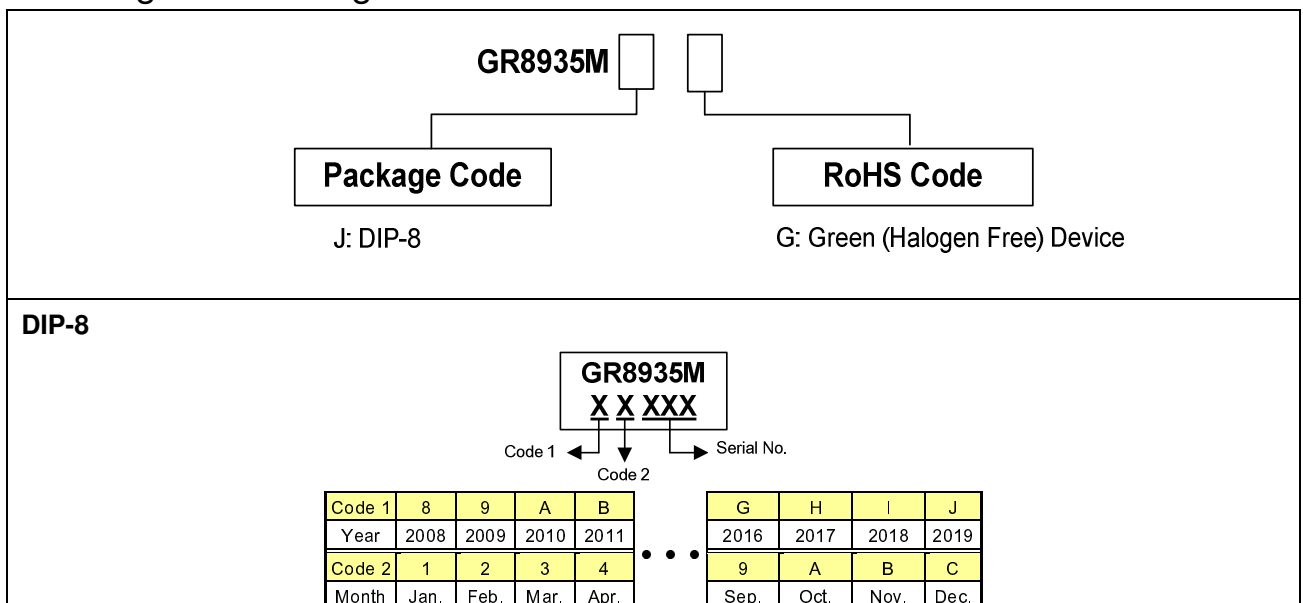 GR8935M
Package Code
RoHS Code
J: DIP-8
G: Green (Halogen Free) Device
DIP-8
GR8935M
X X XXX
Code 1
Serial No.
Code 2
Code 1 8 9 A B G H I J
Year 2008 2009 2010 2011 • • • 2016 2017 2018 2019
Code 2 1 2 3 4 9 A B C
Month Jan. Feb. Mar. Apr. Sep. Oct. Nov. Dec.